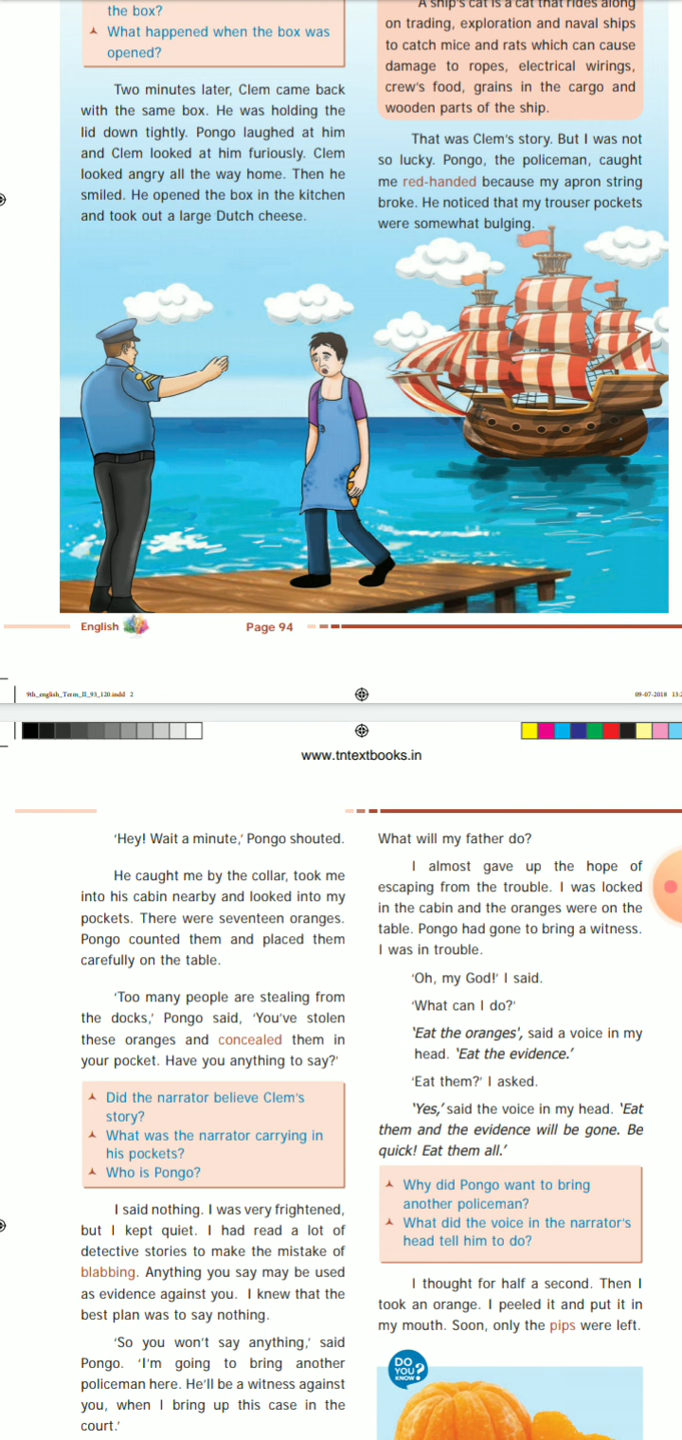 the box?
What happened when the box was
opened?
Two minutes later, Clem came back
with the same box. He was holding the
lid down tightly. Pongo laughed at him
and Clem looked at him furiously. Clem
looked angry all the way home. Then he
smiled. He opened the box in the kitchen
and took out a large Dutch cheese.
A ship's cat is a cat that rides along
on trading, exploration and naval ships
to catch mice and rats which can cause
damage to ropes, electrical wirings,
crew's food, grains in the cargo and
wooden parts of the ship.
That was Clem's story. But I was not
so lucky. Pongo, the policeman, caught
me red-handed because my apron string
broke. He noticed that my trouser pockets
were somewhat bulging.
English
Page 94
9th_english_Term_II_93_120.indd 2
09-07-2018 13:2
www.tntextbooks.in
'Hey! Wait a minute,' Pongo shouted.
He caught me by the collar, took me
into his cabin nearby and looked into my
pockets. There were seventeen oranges.
Pongo counted them and placed them
carefully on the table.
'Too many people are stealing from
the docks,' Pongo said, 'You've stolen
these oranges and concealed them in
your pocket. Have you anything to say?'
Did the narrator believe Clem's
story?
What was the narrator carrying in
his pockets?
Who is Pongo?
I said nothing. I was very frightened,
but I kept quiet. I had read a lot of
detective stories to make the mistake of
blabbing. Anything you say may be used
as evidence against you. I knew that the
best plan was to say nothing.
'So you won't say anything,' said
Pongo. 'I'm going to bring another
policeman here. He'll be a witness against
you, when I bring up this case in the
court.'
What will my father do?
I almost gave up the hope of
escaping from the trouble. I was locked
in the cabin and the oranges were on the
table. Pongo had gone to bring a witness.
I was in trouble.
'Oh, my God!' I said.
'What can I do?'
'Eat the oranges', said a voice in my
head. 'Eat the evidence.'
'Eat them?' I asked.
'Yes,' said the voice in my head. 'Eat
them and the evidence will be gone. Be
quick! Eat them all.'
Why did Pongo want to bring
another policeman?
What did the voice in the narrator's
head tell him to do?
I thought for half a second. Then I
took an orange. I peeled it and put it in
my mouth. Soon, only the pips were left.
DO
YOU
KNOW?